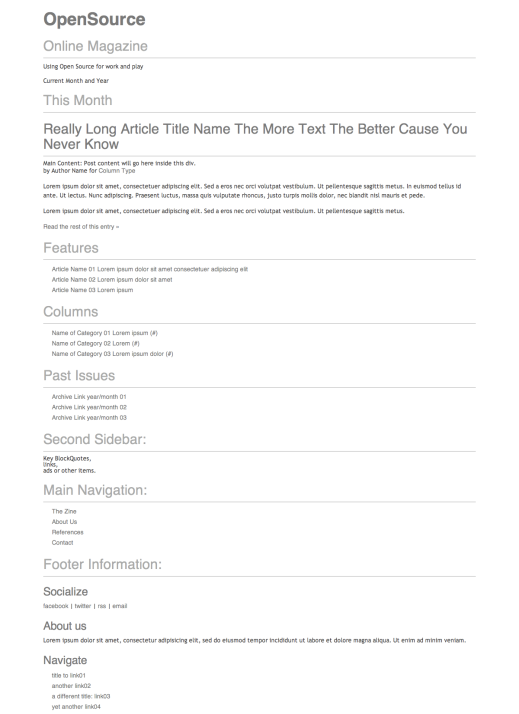 OpenSource
Online Magazine
Using Open Source for work and play
Current Month and Year
This Month
Really Long Article Title Name The More Text The Better Cause You
Never Know
Main Content: Post content will go here inside this div.
by Author Name for Column Type
Lorem ipsum dolor sit amet, consectetuer adipiscing elit. Sed a eros nec orci volutpat vestibulum. Ut pellentesque sagittis metus. In euismod tellus id
ante. Ut lectus. Nunc adipiscing. Praesent luctus, massa quis vulputate rhoncus, justo turpis mollis dolor, nec blandit nisl mauris et pede.
Lorem ipsum dolor sit amet, consectetuer adipiscing elit. Sed a eros nec orci volutpat vestibulum. Ut pellentesque sagittis metus.
Read the rest of this entry »
Features
Article Name 01 Lorem ipsum dolor sit amet consectetuer adipiscing elit
Article Name 02 Lorem ipsum dolor sit amet
Article Name 03 Lorem ipsum
Columns
Name of Category 01 Lorem ipsum (#)
Name of Category 02 Lorem (#)
Name of Category 03 Lorem ipsum dolor (#)
Past Issues
Archive Link year/month 01
Archive Link year/month 02
Archive Link year/month 03
Second Sidebar:
Key BlockQuotes,
links,
ads or other items.
Main Navigation:
The Zine
About Us
References
Contact
Footer Information:
Socialize
facebook | twitter | rss | email
About us
Lorem ipsum dolor sit amet, consectetur adipisicing elit, sed do eiusmod tempor incididunt ut labore et dolore magna aliqua. Ut enim ad minim veniam.
Navigate
title to link01
another link02
a different title: link03
yet another link04